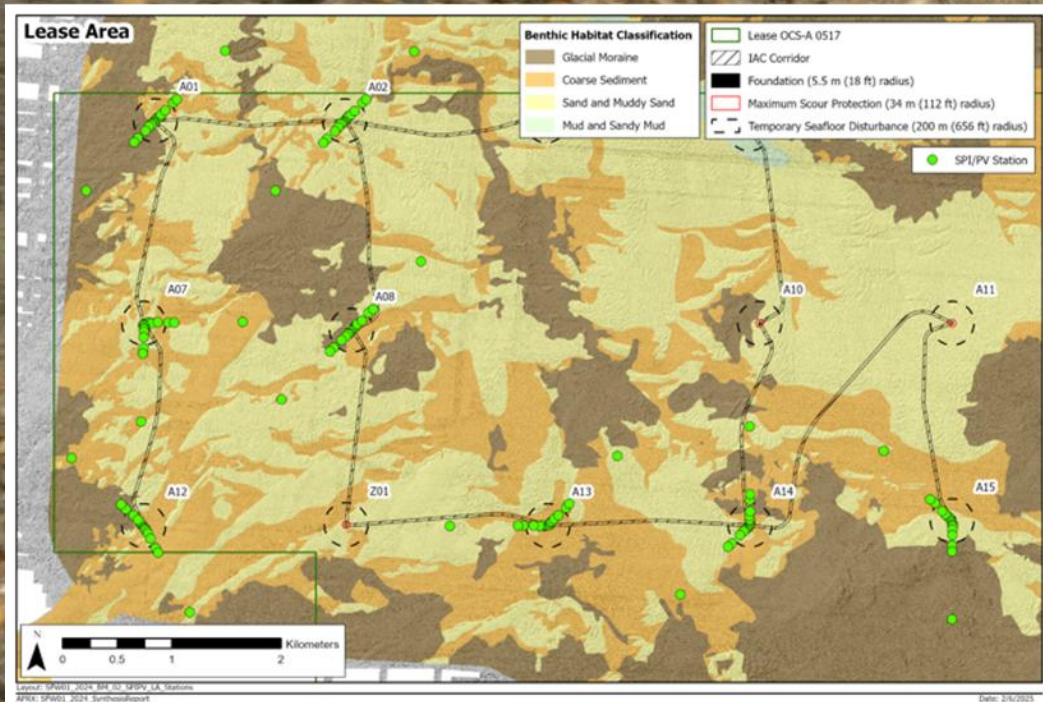 Lease Area
Benthic Habitat Classification
Glacial Moraine
Coarse Sediment
Sand and Muddy Sand
Mud and Sandy Mud
Lease OCS-A 0517
IAC Corridor
Foundation (5.5 m (18 ft) radius)
Maximum Scour Protection (34 m (112 ft) radius)
Temporary Seafloor Disturbance (200 m (656 ft) radius)
SPI/PV Station
A01
A02
A07
A08
A10
A11
A12
Z01
A13
A14
A15
N
Kilometers
0 0.5 1 2
Layout: SFW01_2024_BM_02_SPIPV_LA_Stations
APRX: SFW01_2024_SynthesisReport
Date: 2/6/2025